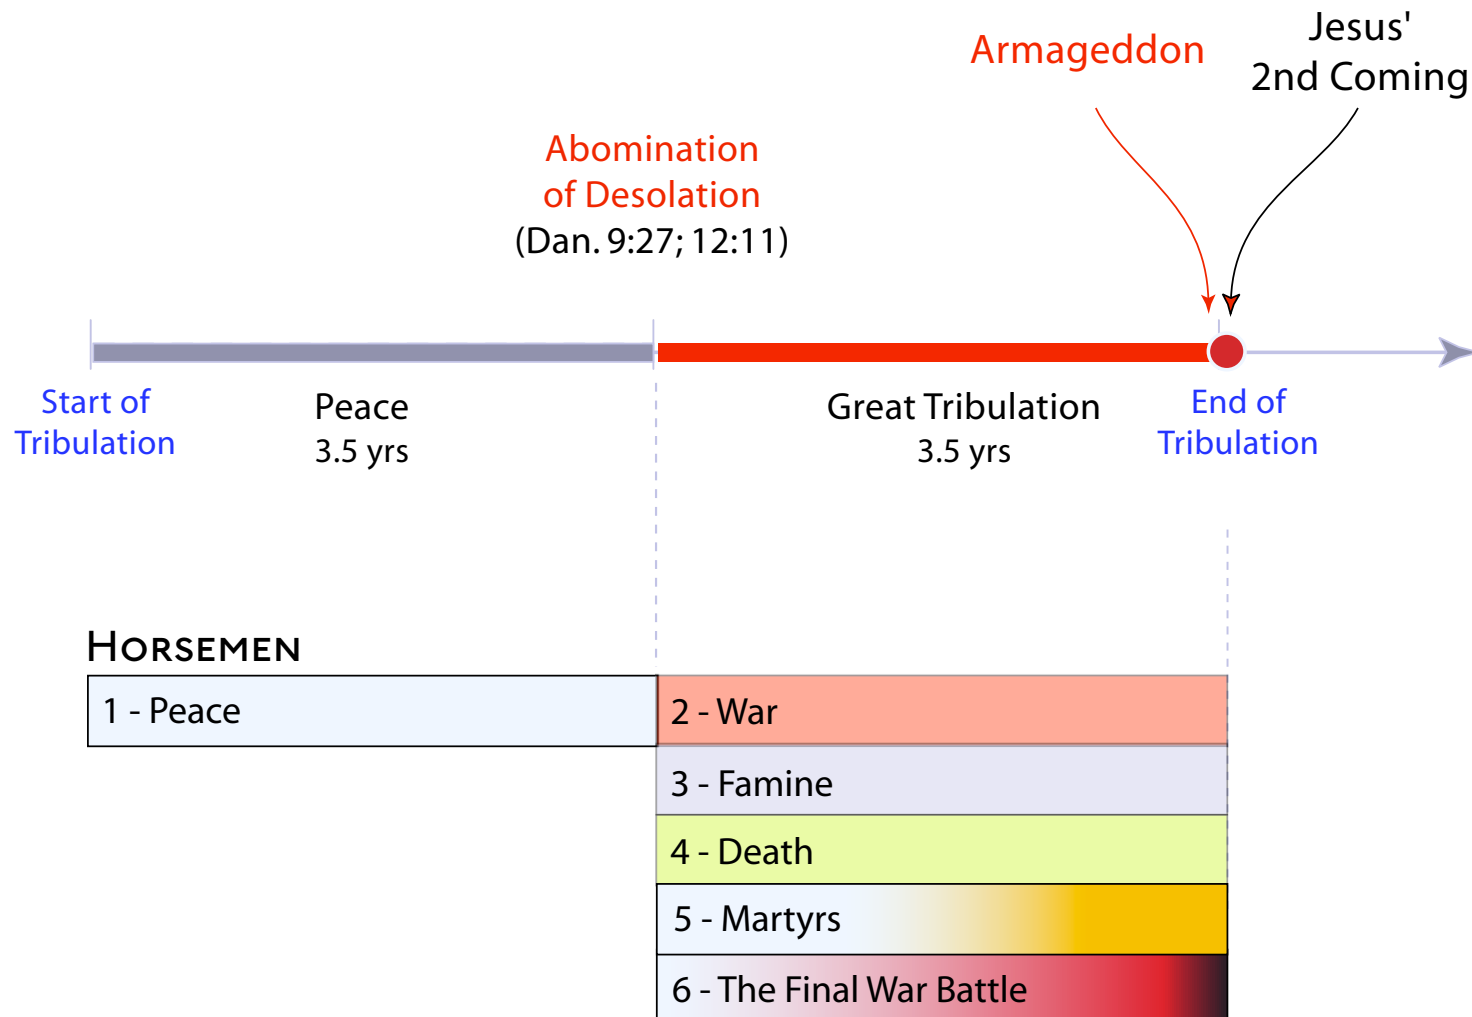 Armageddon
Jesus'
2nd Coming
Abomination
of Desolation
(Dan. 9:27; 12:11)
Start of
Tribulation
Peace
3.5 yrs
Great Tribulation
3.5 yrs
End of
Tribulation
HORSEMEN
1 - Peace
2 - War
3 - Famine
4 - Death
5 - Martyrs
6 - The Final War Battle